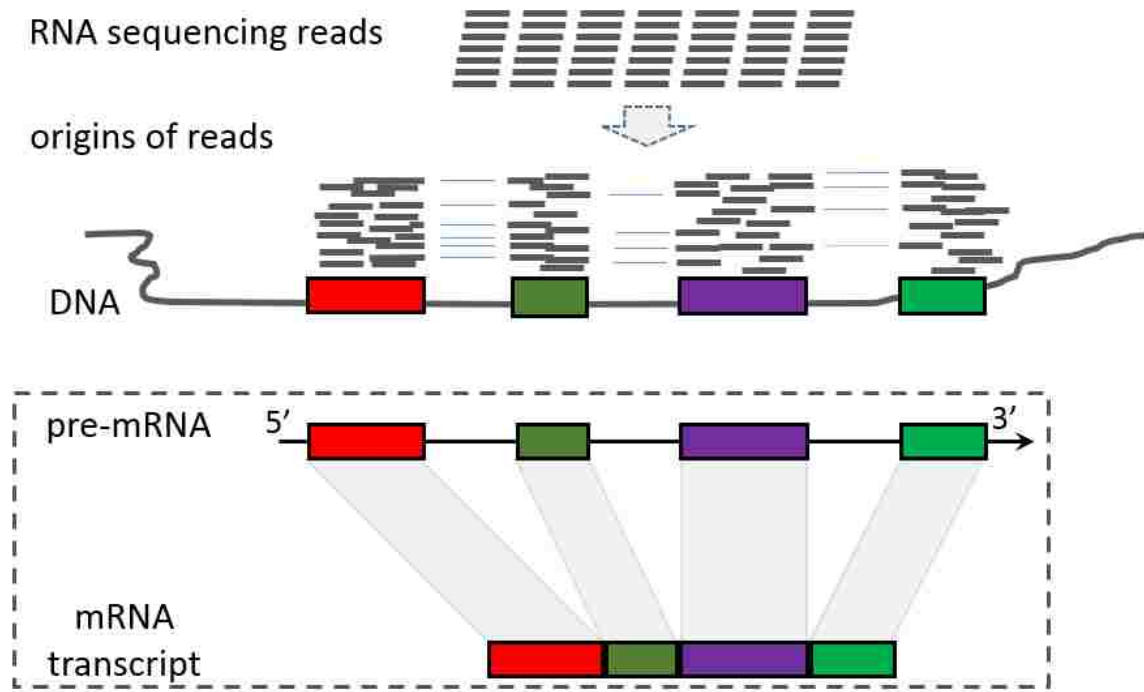 RNA sequencing reads
origins of reads
DNA
pre-mRNA
5’
3’
mRNA
transcript